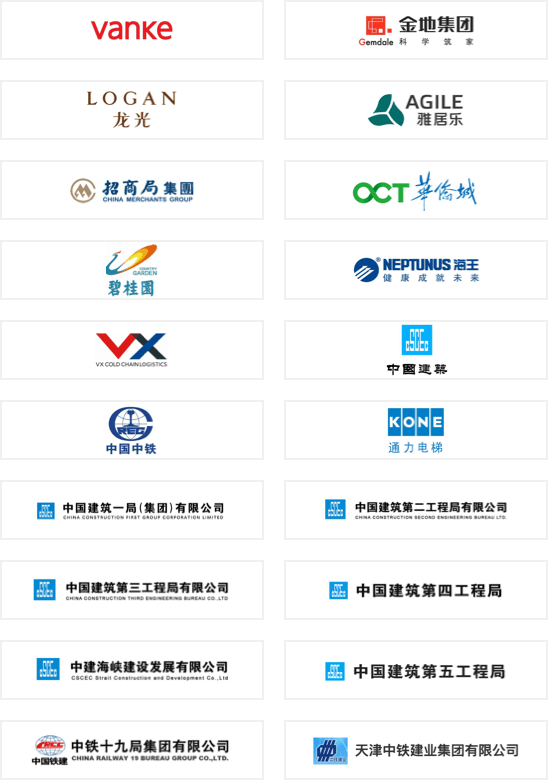 vanke
金地集团
Gemdale 科学筑家
LOGAN
龙光
AGILE
雅居乐
招商局集團
CHINA MERCHANTS GROUP
OCT 華僑城
COUNTRY
GARDEN
碧桂園
NEPTUNUS 海王
健康成就未来
VX
VX COLD CHAIN LOGISTICS
CSCEC
中國建築
CREC
中国中铁
KONE
通力电梯
CSCEC 中国建筑一局(集团)有限公司
CHINA CONSTRUCTION FIRST GROUP CORPORATION LIMITED
CSCEC 中国建筑第二工程局有限公司
CHINA CONSTRUCTION SECOND ENGINEERING BUREAU LTD.
CSCEC 中国建筑第三工程局有限公司
CHINA CONSTRUCTION THIRD ENGINEERING BUREAU CO.,LTD
CSCEC 中国建筑第四工程局
CSCEC 中建海峡建设发展有限公司
CSCEC Strait Construction and Development Co.,Ltd
CSCEC 中国建筑第五工程局
中铁十九局集团有限公司
中国铁建 CHINA RAILWAY 19 BUREAU GROUP CO.,LTD.
天津中铁建业集团有限公司